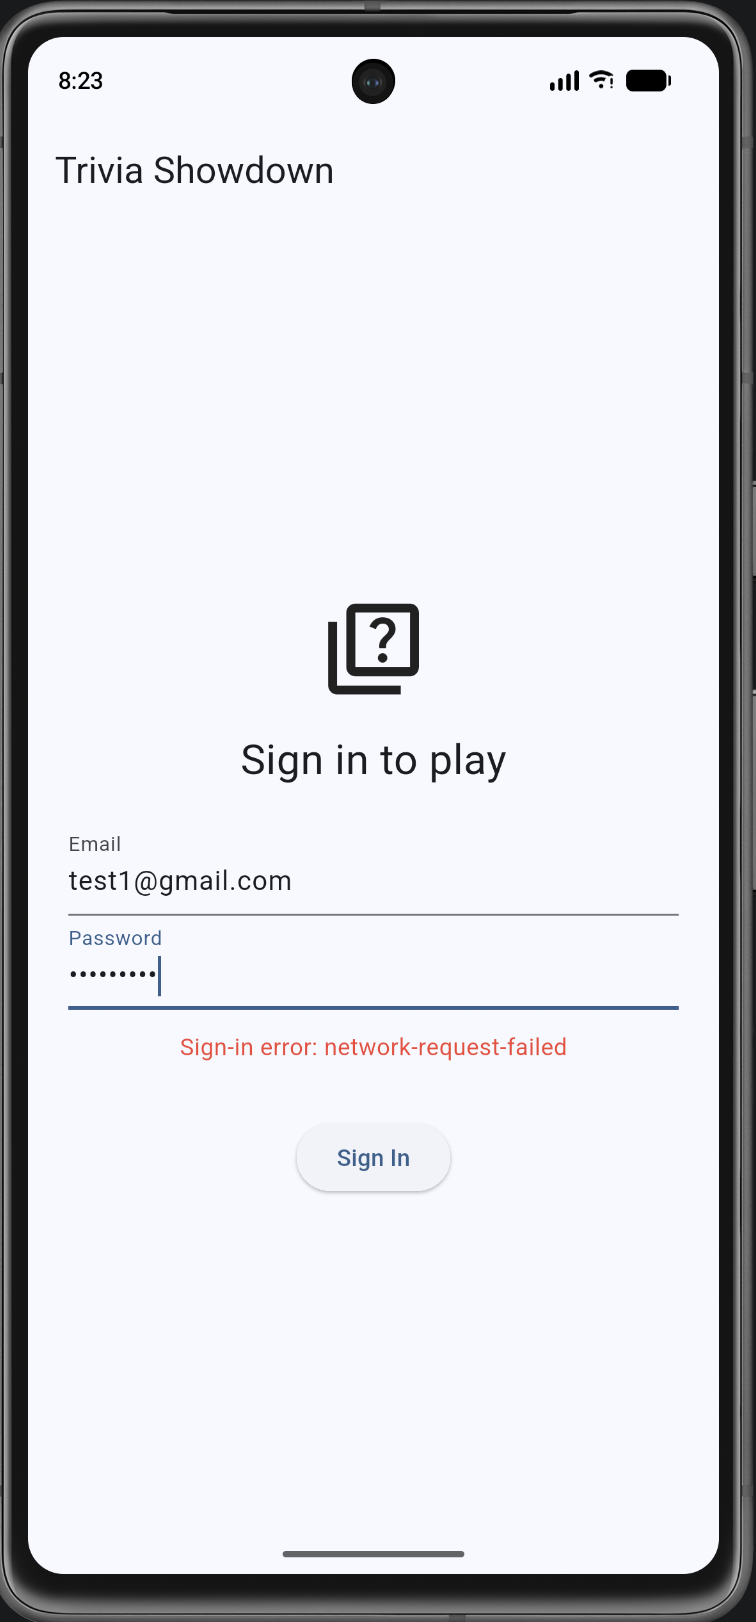 8:23
Trivia Showdown
?
Sign in to play
Email
test1@gmail.com
Password
•••••••••
Sign-in error: network-request-failed
Sign In